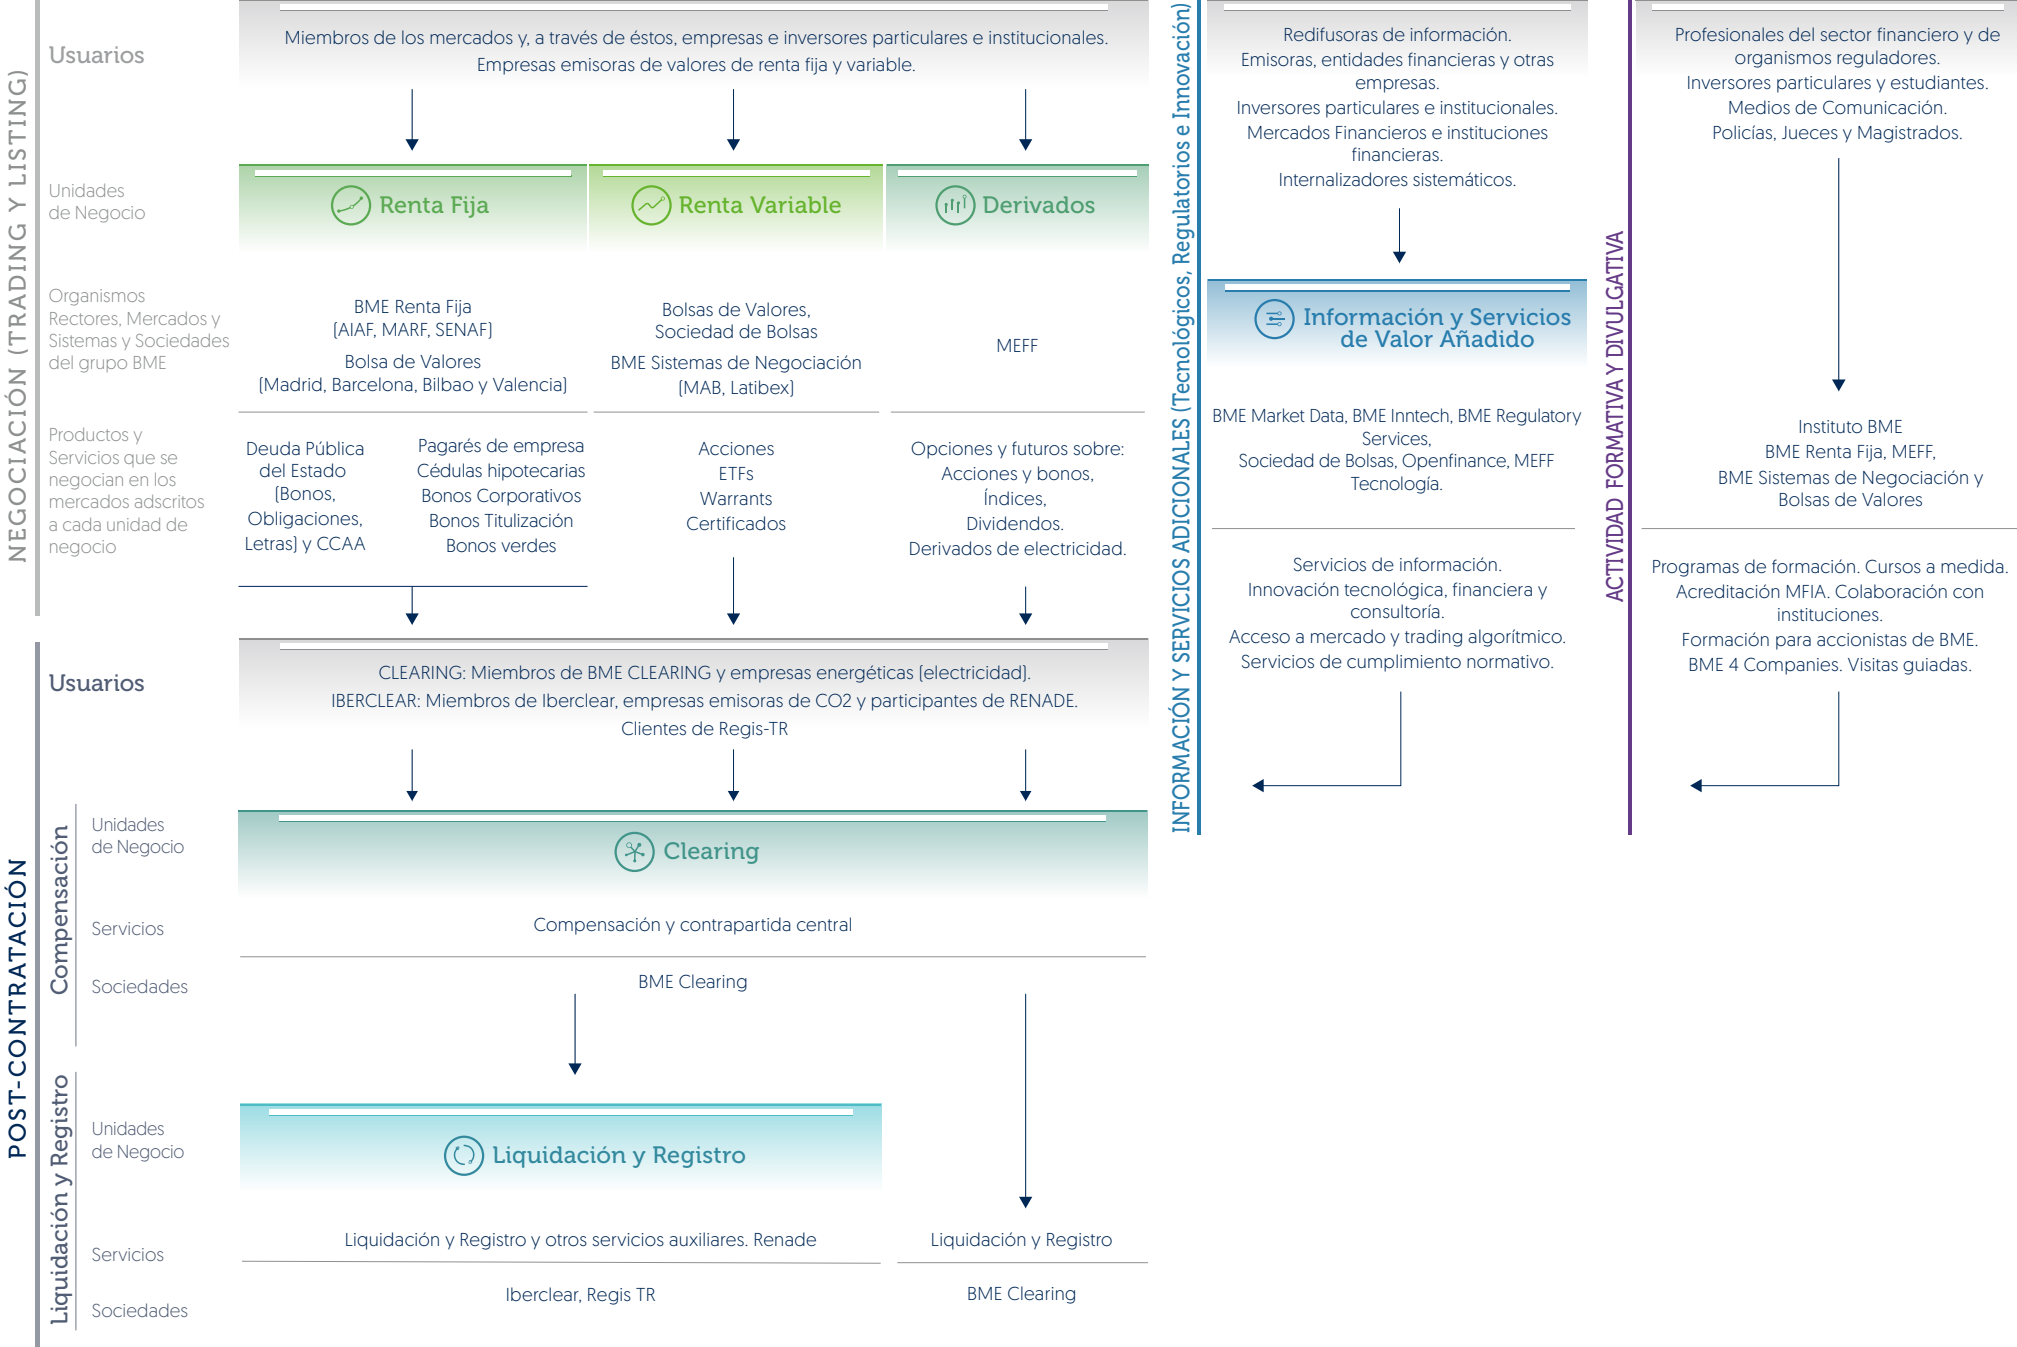 NEGOCIACIÓN (TRADING Y LISTING)
Usuarios
Miembros de los mercados y, a través de éstos, empresas e inversores particulares e institucionales.
Empresas emisoras de valores de renta fija y variable.
Unidades
de Negocio
Renta Fija
Renta Variable
Derivados
Organismos
Rectores, Mercados y
Sistemas y Sociedades
del grupo BME
BME Renta Fija
(AIAF, MARF, SENAF)
Bolsa de Valores
(Madrid, Barcelona, Bilbao y Valencia)
Bolsas de Valores,
Sociedad de Bolsas
BME Sistemas de Negociación
(MAB, Latibex)
MEFF
Productos y
Servicios que se
negocian en los
mercados adscritos
a cada unidad de
negocio
Deuda Pública
del Estado
(Bonos,
Obligaciones,
Letras) y CCAA
Pagarés de empresa
Cédulas hipotecarias
Bonos Corporativos
Bonos Titulización
Bonos verdes
Acciones
ETFs
Warrants
Certificados
Opciones y futuros sobre:
Acciones y bonos,
Índices,
Dividendos.
Derivados de electricidad.
POST-CONTRATACIÓN
Usuarios
CLEARING: Miembros de BME CLEARING y empresas energéticas (electricidad).
IBERCLEAR: Miembros de Iberclear, empresas emisoras de CO2 y participantes de RENADE.
Clientes de Regis-TR
Compensación
Unidades
de Negocio
Clearing
Servicios
Compensación y contrapartida central
Sociedades
BME Clearing
Liquidación y Registro
Unidades
de Negocio
Liquidación y Registro
Servicios
Liquidación y Registro y otros servicios auxiliares. Renade
Liquidación y Registro
Sociedades
Iberclear, Regis TR
BME Clearing
INFORMACIÓN Y SERVICIOS ADICIONALES (Tecnológicos, Regulatorios e Innovación)
Redifusoras de información.
Emisoras, entidades financieras y otras
empresas.
Inversores particulares e institucionales.
Mercados Financieros e instituciones
financieras.
Internalizadores sistemáticos.
Información y Servicios
de Valor Añadido
BME Market Data, BME Inntech, BME Regulatory
Services,
Sociedad de Bolsas, Openfinance, MEFF
Tecnología.
Servicios de información.
Innovación tecnológica, financiera y
consultoría.
Acceso a mercado y trading algorítmico.
Servicios de cumplimiento normativo.
ACTIVIDAD FORMATIVA Y DIVULGATIVA
Profesionales del sector financiero y de
organismos reguladores.
Inversores particulares y estudiantes.
Medios de Comunicación.
Policías, Jueces y Magistrados.
Instituto BME
BME Renta Fija, MEFF,
BME Sistemas de Negociación y
Bolsas de Valores
Programas de formación. Cursos a medida.
Acreditación MFIA. Colaboración con
instituciones.
Formación para accionistas de BME.
BME 4 Companies. Visitas guiadas.